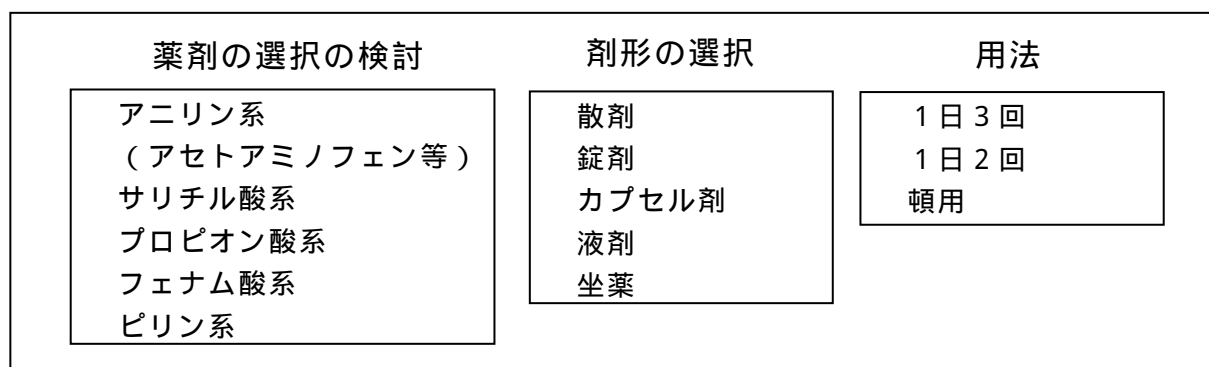 薬剤の選択の検討
アニリン系
（アセトアミノフェン等）
サリチル酸系
プロピオン酸系
フェナム酸系
ピリン系
剤形の選択
散剤
錠剤
カプセル剤
液剤
坐薬
用法
１日３回
１日２回
頓用